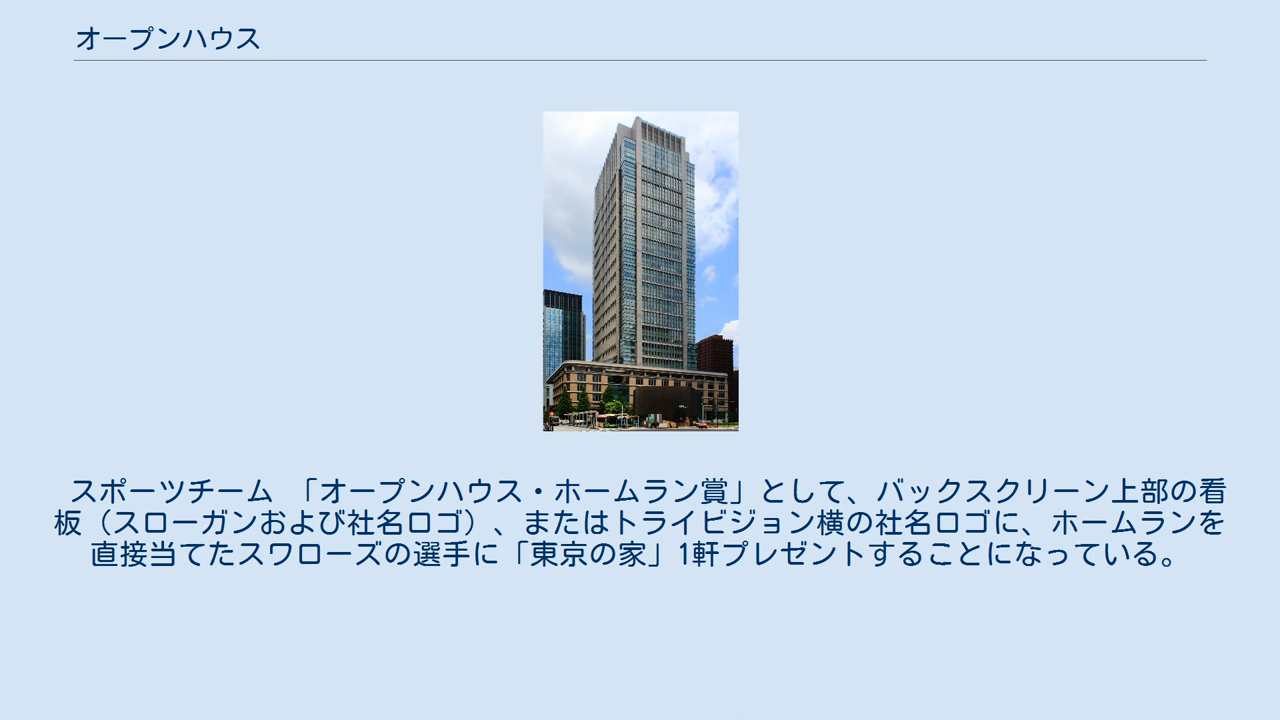 オープンハウス
スポーツチーム 「オープンハウス・ホームラン賞」として、バックスクリーン上部の看
板（スローガンおよび社名ロゴ）、またはトライビジョン横の社名ロゴに、ホームランを
直接当てたスワローズの選手に「東京の家」1軒プレゼントすることになっている。